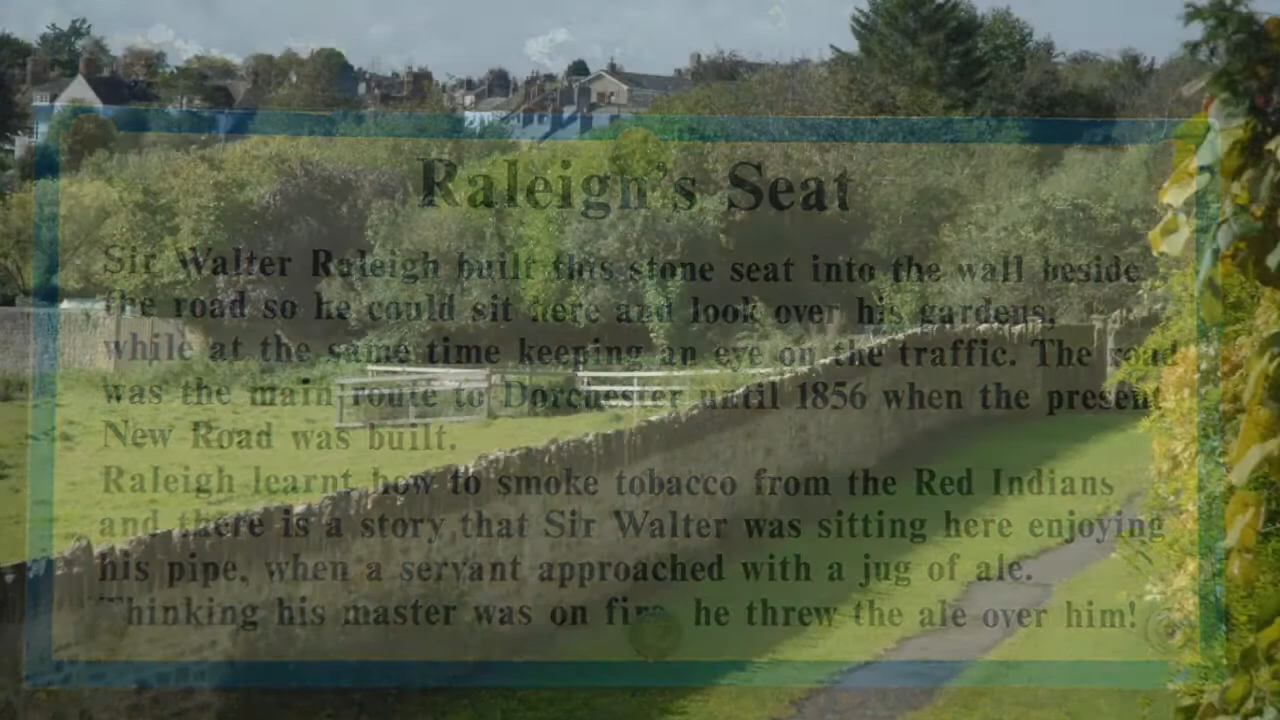 Raleigh's Seat
Sir Walter Raleigh built this stone seat into the wall beside
the road so he could sit here and look over his gardens,
while at the same time keeping an eye on the traffic. The road
was the main route to Dorchester until 1856 when the present
New Road was built.
Raleigh learnt how to smoke tobacco from the Red Indians
and there is a story that Sir Walter was sitting here enjoying
his pipe, when a servant approached with a jug of ale.
Thinking his master was on fire he threw the ale over him!